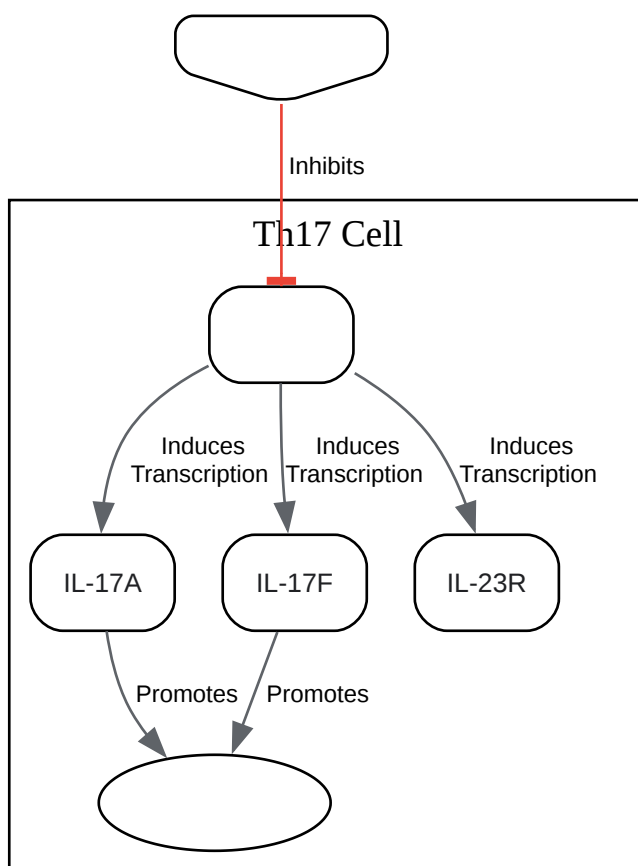 Inhibits
Th17 Cell
Induces
Transcription
Induces
Transcription
Induces
Transcription
IL-17A
IL-17F
IL-23R
Promotes
Promotes